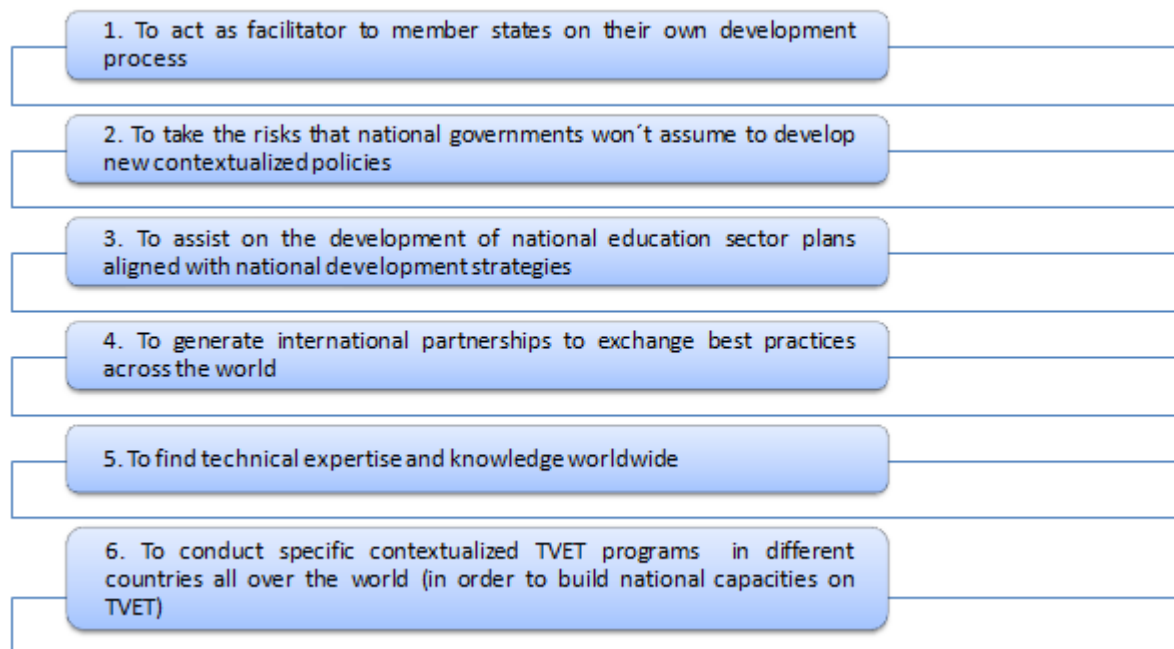 1. To act as facilitator to member states on their own development
process
2. To take the risks that national governments won´t assume to develop
new contextualized policies
3. To assist on the development of national education sector plans
aligned with national development strategies
4. To generate international partnerships to exchange best practices
across the world
5. To find technical expertise and knowledge worldwide
6. To conduct specific contextualized TVET programs in different
countries all over the world (in order to build national capacities on
TVET)